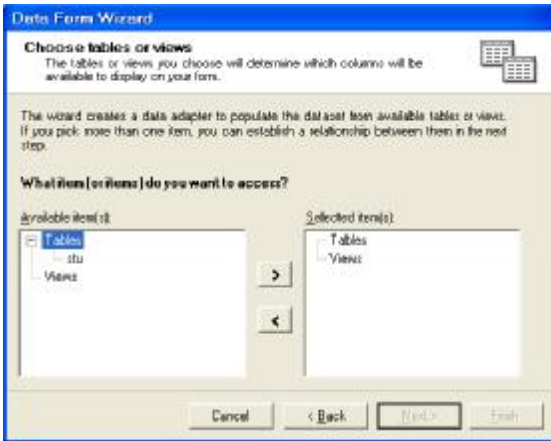 Data Form Wizard
Choose tables or views
The tables or views you choose will determine which columns will be
available to display on your form.
The wizard creates a data adapter to populate the dataset from available tables or views.
If you pick more than one item, you can establish a relationship between them in the next
step.
What item (or items) do you want to access?
Available item(s): Selected item(s):
Tables Tables
stu Views
Views
>
<
Cancel < Back Next > Finish